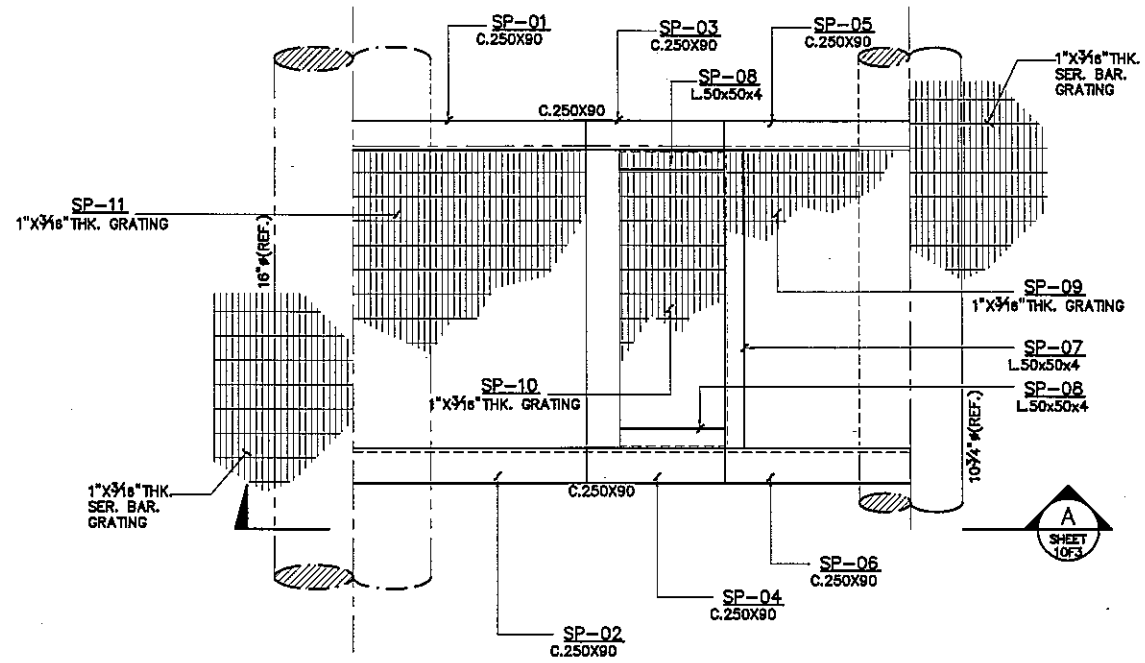 SP-01
C.250X90
SP-03
C.250X90
SP-05
C.250X90
SP-08
L.50x50x4
C.250X90
1"X3/16"THK.
SER. BAR.
GRATING
SP-11
1"X3/16"THK. GRATING
16"ø(REF.)
SP-09
1"X3/16"THK. GRATING
SP-07
L.50x50x4
SP-10
1"X3/16"THK. GRATING
SP-08
L.50x50x4
10-3/4"ø(REF.)
1"X3/16"THK.
SER. BAR.
GRATING
C.250X90
A
SHEET
1OF3
SP-06
C.250X90
SP-04
C.250X90
SP-02
C.250X90